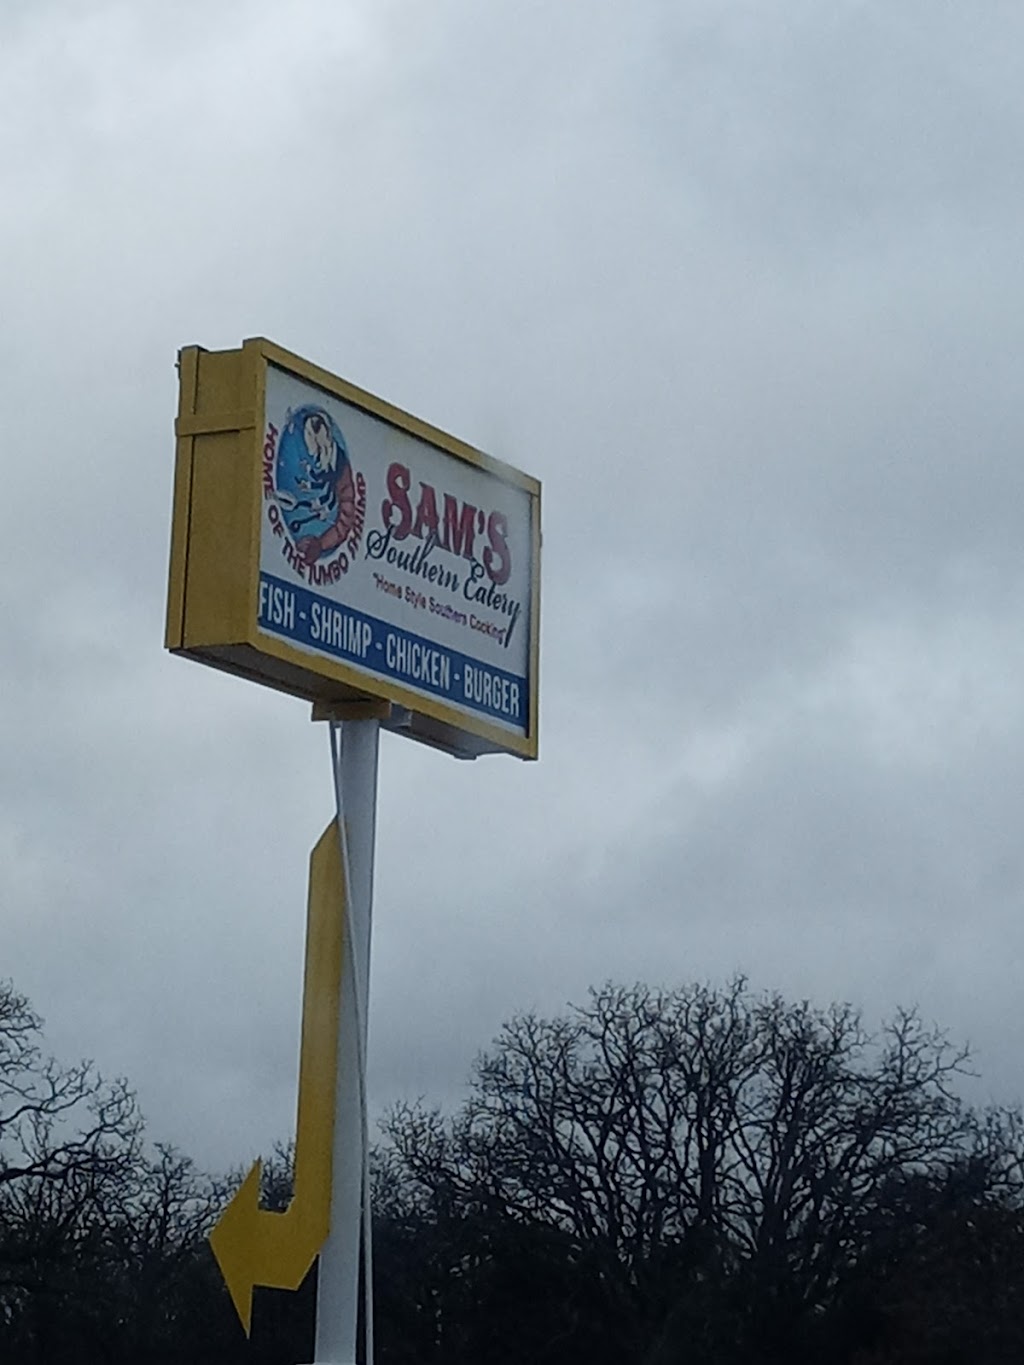 HOME OF THE JUMBO SHRIMP
SAM'S
Southern Eatery
"Home Style Southern Cooking"
FISH - SHRIMP - CHICKEN - BURGER